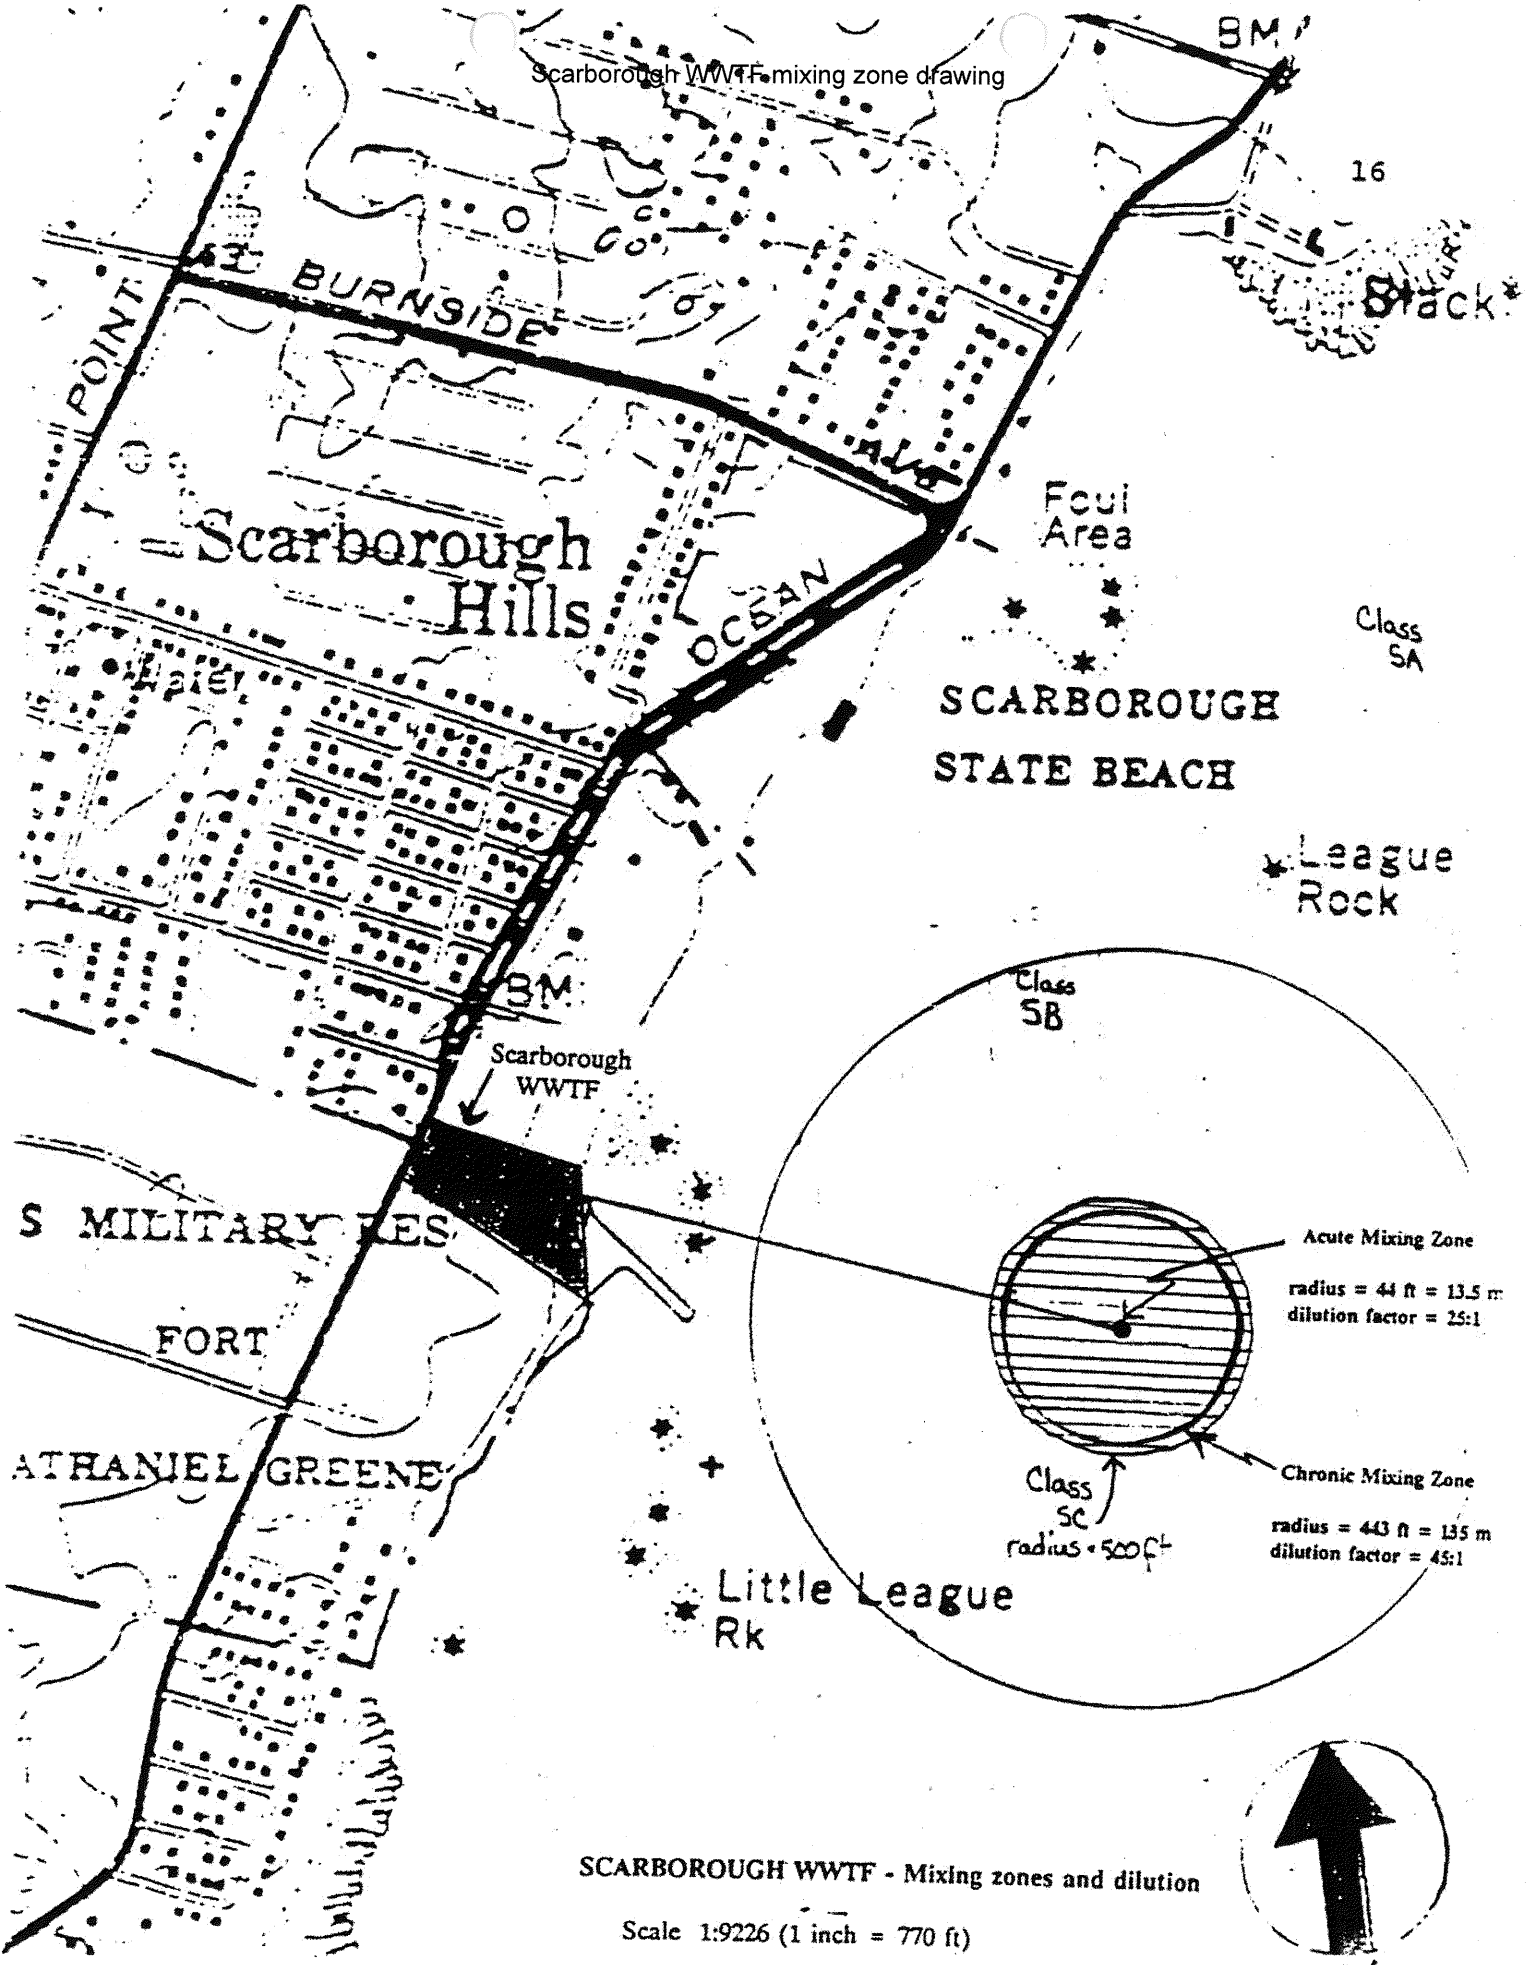 BM
Scarborough WWTF mixing zone drawing
16
63
BURNSIDE
POINT
Black
AVE
Foul
Area
Scarborough
Hills
OCEAN
Class
SA
Water
SCARBOROUGH
STATE BEACH
League
Rock
BM
Class
SB
Scarborough
WWTF
S MILITARY RES
Acute Mixing Zone
radius = 44 ft = 13.5 m
dilution factor = 25:1
FORT
ATHANIEL GREENE
Class
SC
radius = 500 ft
Chronic Mixing Zone
radius = 443 ft = 135 m
dilution factor = 45:1
Little League
Rk
SCARBOROUGH WWTF - Mixing zones and dilution
Scale 1:9226 (1 inch = 770 ft)